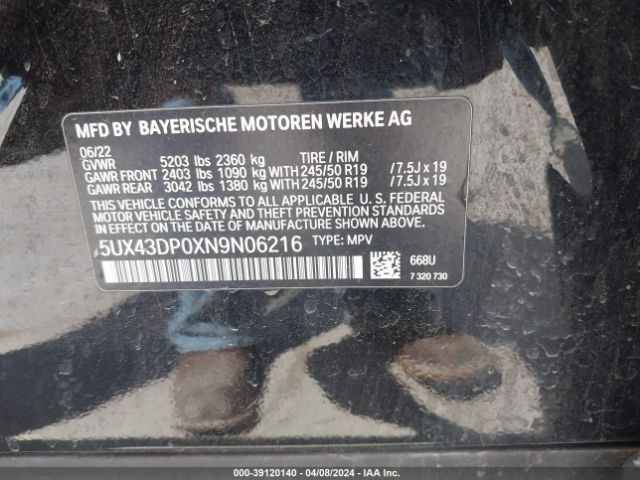 MFD BY BAYERISCHE MOTOREN WERKE AG
06/22
GVWR 5203 lbs 2360 kg TIRE / RIM
GAWR FRONT 2403 lbs 1090 kg WITH 245/50 R19 /7.5J x 19
GAWR REAR 3042 lbs 1380 kg WITH 245/50 R19 /7.5J x 19
THIS VEHICLE CONFORMS TO ALL APPLICABLE U. S. FEDERAL
MOTOR VEHICLE SAFETY, BUMPER, AND THEFT PREVENTION
STANDARDS IN EFFECT ON THE DATE OF MANUFACTURE SHOWN ABOVE.
5UX43DP0XN9N06216 TYPE: MPV
668U
7 320 730
000-39120140 - 04/08/2024 - IAA Inc.